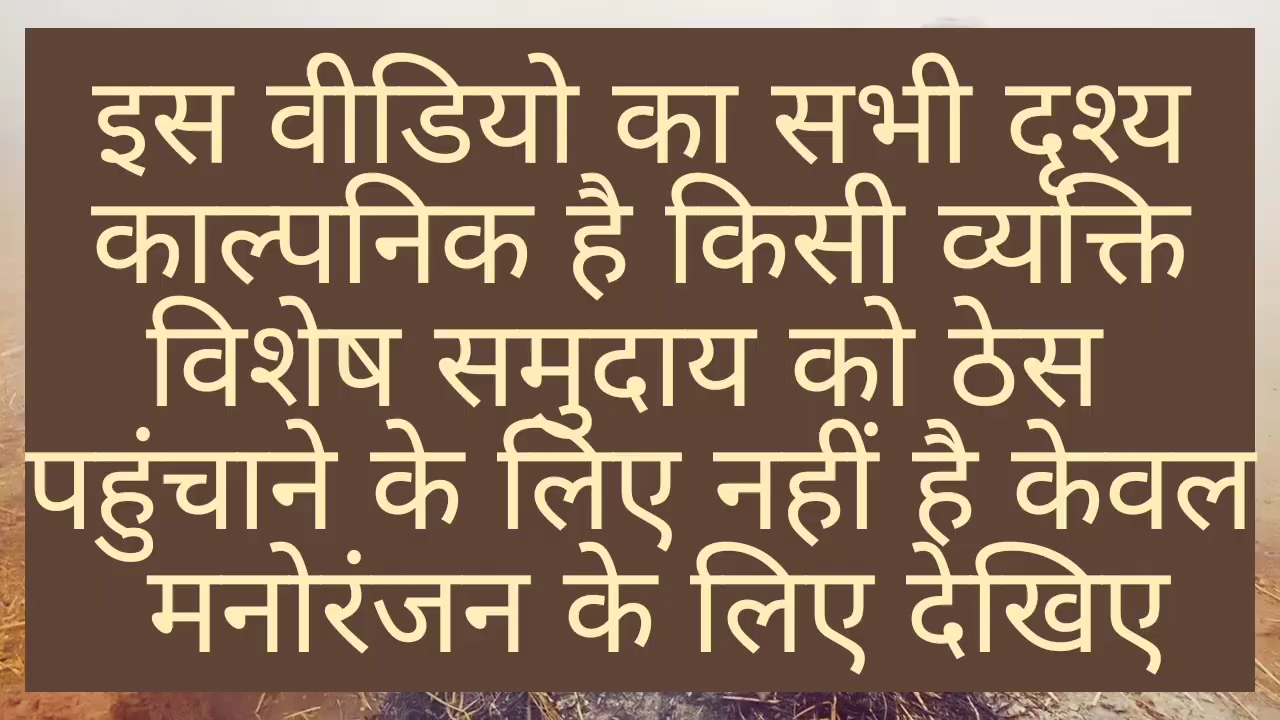 इस वीडियो का सभी दृश्य
काल्पनिक है किसी व्यक्ति
विशेष समुदाय को ठेस
पहुंचाने के लिए नहीं है केवल
मनोरंजन के लिए देखिए